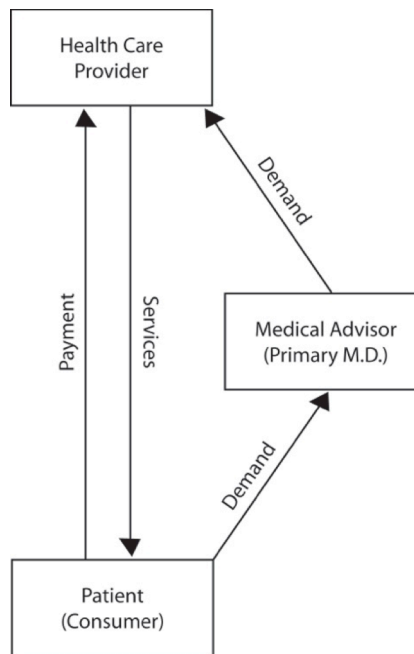 Health Care
Provider
Demand
Payment
Services
Medical Advisor
(Primary M.D.)
Demand
Patient
(Consumer)